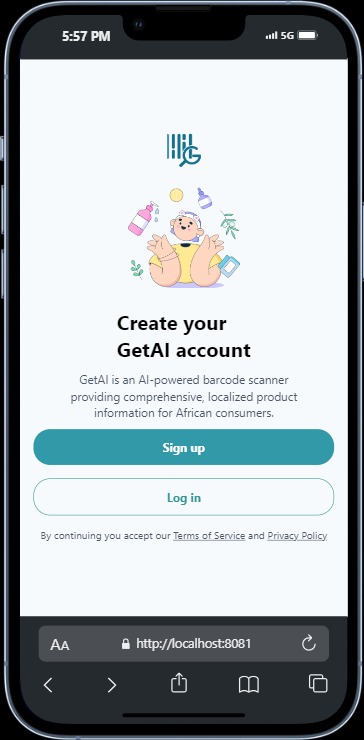 5:57 PM
5G
Create your
GetAI account
GetAI is an AI-powered barcode scanner
providing comprehensive, localized product
information for African consumers.
Sign up
Log in
By continuing you accept our Terms of Service and Privacy Policy
AA http://localhost:8081